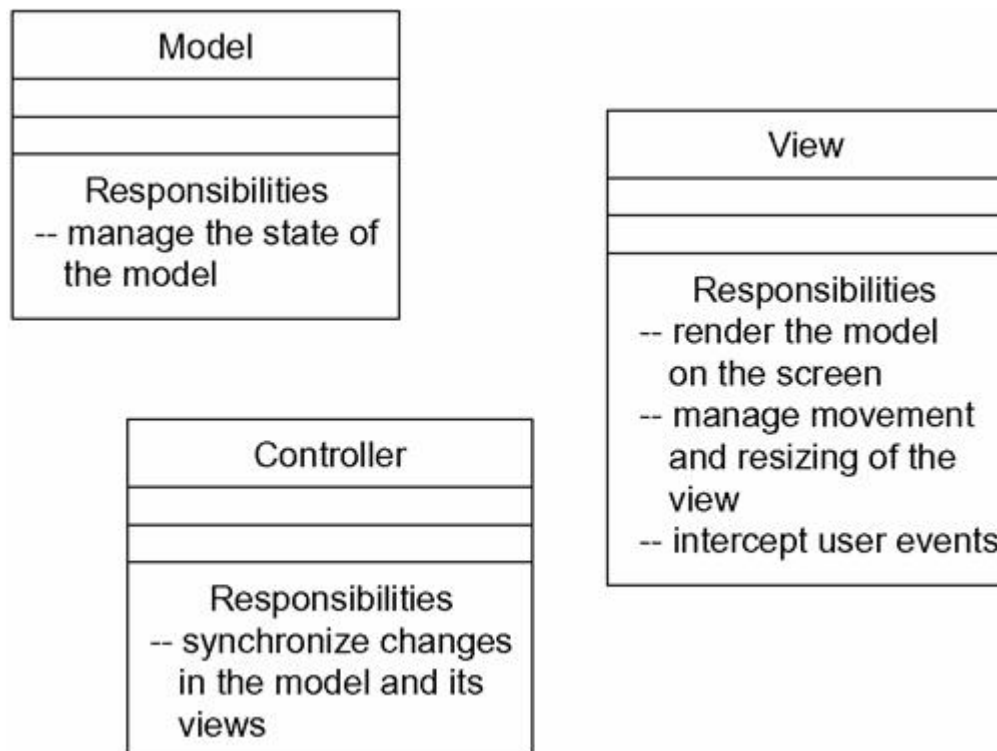 Model
Responsibilities
-- manage the state of
the model
View
Responsibilities
-- render the model
on the screen
-- manage movement
and resizing of the
view
-- intercept user events
Controller
Responsibilities
-- synchronize changes
in the model and its
views